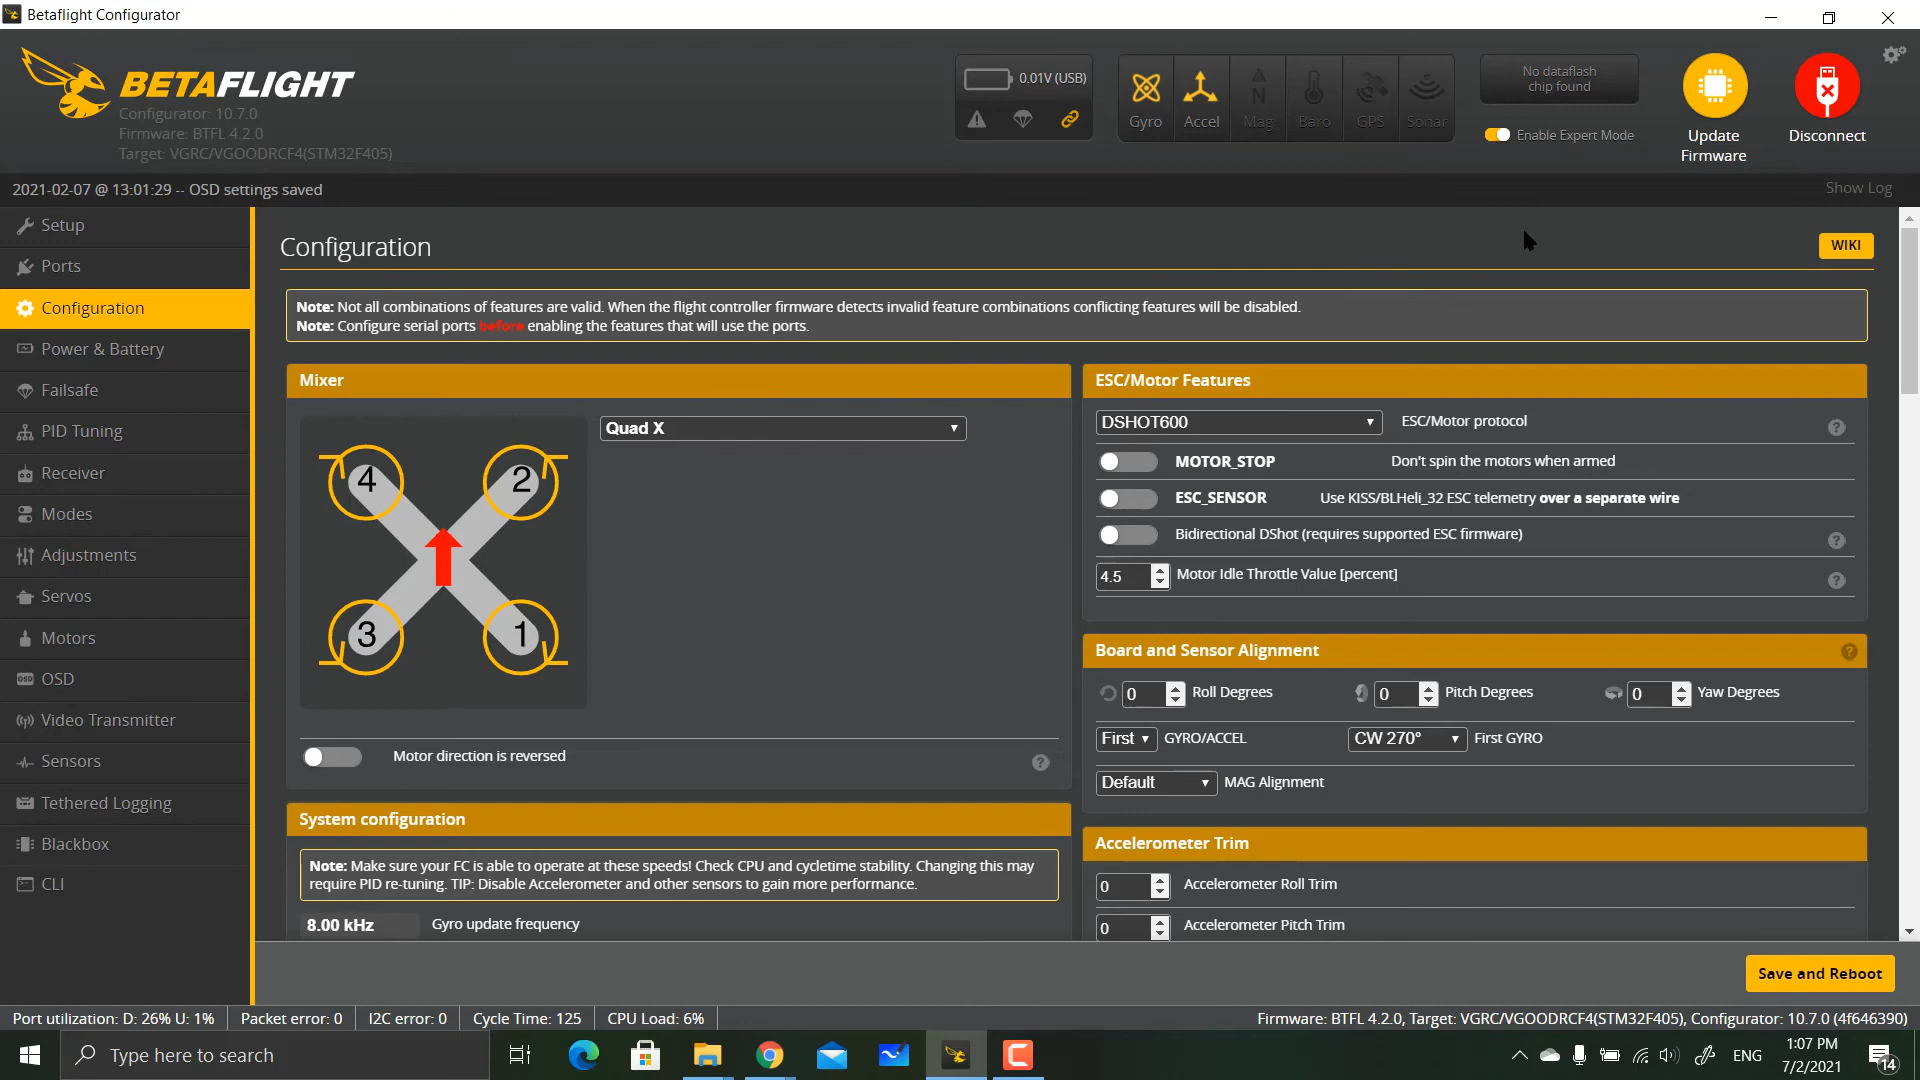 Betaflight Configurator
BETAFLIGHT
Configurator: 10.7.0
Firmware: BTFL 4.2.0
Target: VGRC/VGOODRCF4(STM32F405)
0.01V (USB)
Gyro
Accel
Mag
Baro
GPS
Sonar
No dataflash
chip found
Enable Expert Mode
Update
Firmware
Disconnect
2021-02-07 @ 13:01:29 -- OSD settings saved
Show Log
Setup
Ports
Configuration
Power & Battery
Failsafe
PID Tuning
Receiver
Modes
Adjustments
Servos
Motors
OSD
Video Transmitter
Sensors
Tethered Logging
Blackbox
CLI
Configuration
WIKI
Note: Not all combinations of features are valid. When the flight controller firmware detects invalid feature combinations conflicting features will be disabled.
Note: Configure serial ports before enabling the features that will use the ports.
Mixer
Quad X
4
2
3
1
Motor direction is reversed
?
System configuration
Note: Make sure your FC is able to operate at these speeds! Check CPU and cycletime stability. Changing this may
require PID re-tuning. TIP: Disable Accelerometer and other sensors to gain more performance.
8.00 kHz Gyro update frequency
ESC/Motor Features
DSHOT600 ESC/Motor protocol ?
MOTOR_STOP Don't spin the motors when armed
ESC_SENSOR Use KISS/BLHeli_32 ESC telemetry over a separate wire
Bidirectional DShot (requires supported ESC firmware) ?
4.5 Motor Idle Throttle Value [percent] ?
Board and Sensor Alignment ?
0 Roll Degrees 0 Pitch Degrees 0 Yaw Degrees
First GYRO/ACCEL CW 270° First GYRO
Default MAG Alignment
Accelerometer Trim
0 Accelerometer Roll Trim
0 Accelerometer Pitch Trim
Save and Reboot
Port utilization: D: 26% U: 1% Packet error: 0 I2C error: 0 Cycle Time: 125 CPU Load: 6%
Firmware: BTFL 4.2.0, Target: VGRC/VGOODRCF4(STM32F405), Configurator: 10.7.0 (4f646390)
Type here to search
ENG
1:07 PM
7/2/2021
14